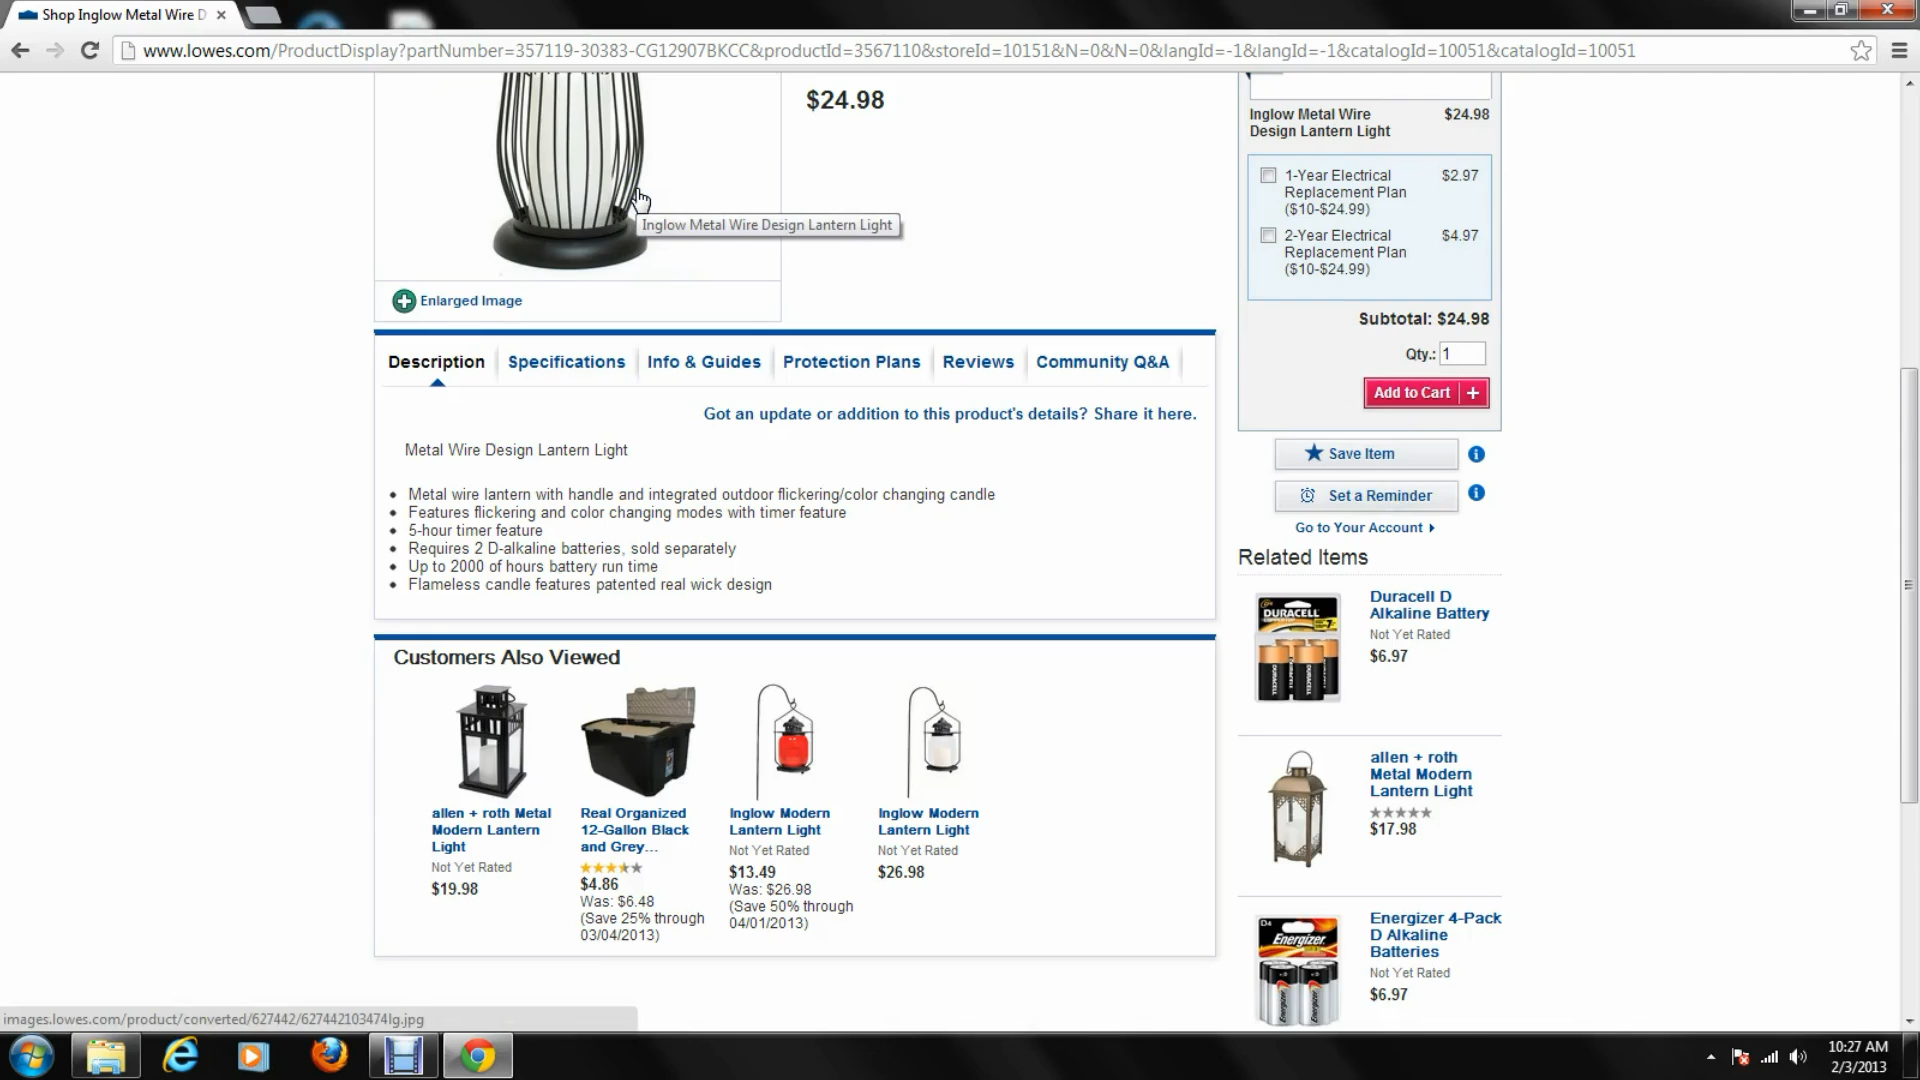 Shop Inglow Metal Wire D
www.lowes.com/ProductDisplay?partNumber=357119-30383-CG12907BKCC&productId=3567110&storeId=10151&N=0&N=0&langId=-1&langId=-1&catalogId=10051&catalogId=10051
$24.98
Inglow Metal Wire Design Lantern Light
Enlarged Image
Description
Specifications
Info & Guides
Protection Plans
Reviews
Community Q&A
Got an update or addition to this product's details? Share it here.
Metal Wire Design Lantern Light
• Metal wire lantern with handle and integrated outdoor flickering/color changing candle
• Features flickering and color changing modes with timer feature
• 5-hour timer feature
• Requires 2 D-alkaline batteries, sold separately
• Up to 2000 of hours battery run time
• Flameless candle features patented real wick design
Customers Also Viewed
allen + roth Metal
Modern Lantern
Light
Not Yet Rated
$19.98
Real Organized
12-Gallon Black
and Grey...
$4.86
Was: $6.48
(Save 25% through
03/04/2013)
Inglow Modern
Lantern Light
Not Yet Rated
$13.49
Was: $26.98
(Save 50% through
04/01/2013)
Inglow Modern
Lantern Light
Not Yet Rated
$26.98
Inglow Metal Wire $24.98
Design Lantern Light
1-Year Electrical $2.97
Replacement Plan
($10-$24.99)
2-Year Electrical $4.97
Replacement Plan
($10-$24.99)
Subtotal: $24.98
Qty.: 1
Add to Cart +
Save Item
Set a Reminder
Go to Your Account
Related Items
DURACELL
Duracell D
Alkaline Battery
Not Yet Rated
$6.97
allen + roth
Metal Modern
Lantern Light
$17.98
Energizer
Energizer 4-Pack
D Alkaline
Batteries
Not Yet Rated
$6.97
images.lowes.com/product/converted/627442/627442103474lg.jpg
10:27 AM
2/3/2013